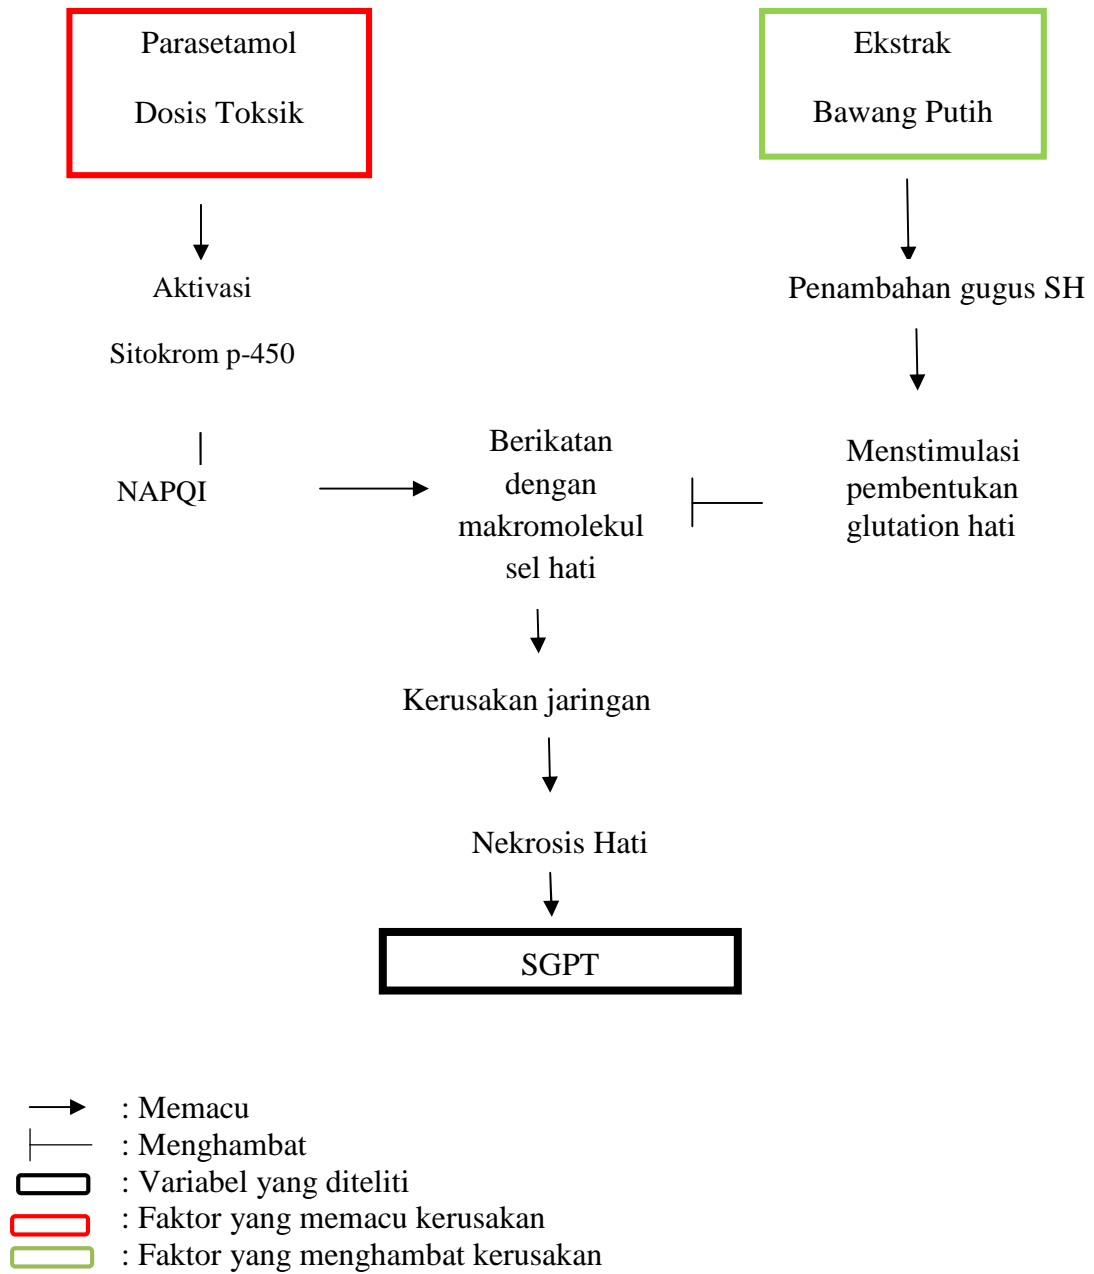 Parasetamol
Dosis Toksik
Ekstrak
Bawang Putih
Aktivasi
Sitokrom p-450
Penambahan gugus SH
NAPQI
Berikatan
dengan
makromolekul
sel hati
Menstimulasi
pembentukan
glutation hati
Kerusakan jaringan
Nekrosis Hati
SGPT
: Memacu
: Menghambat
: Variabel yang diteliti
: Faktor yang memacu kerusakan
: Faktor yang menghambat kerusakan